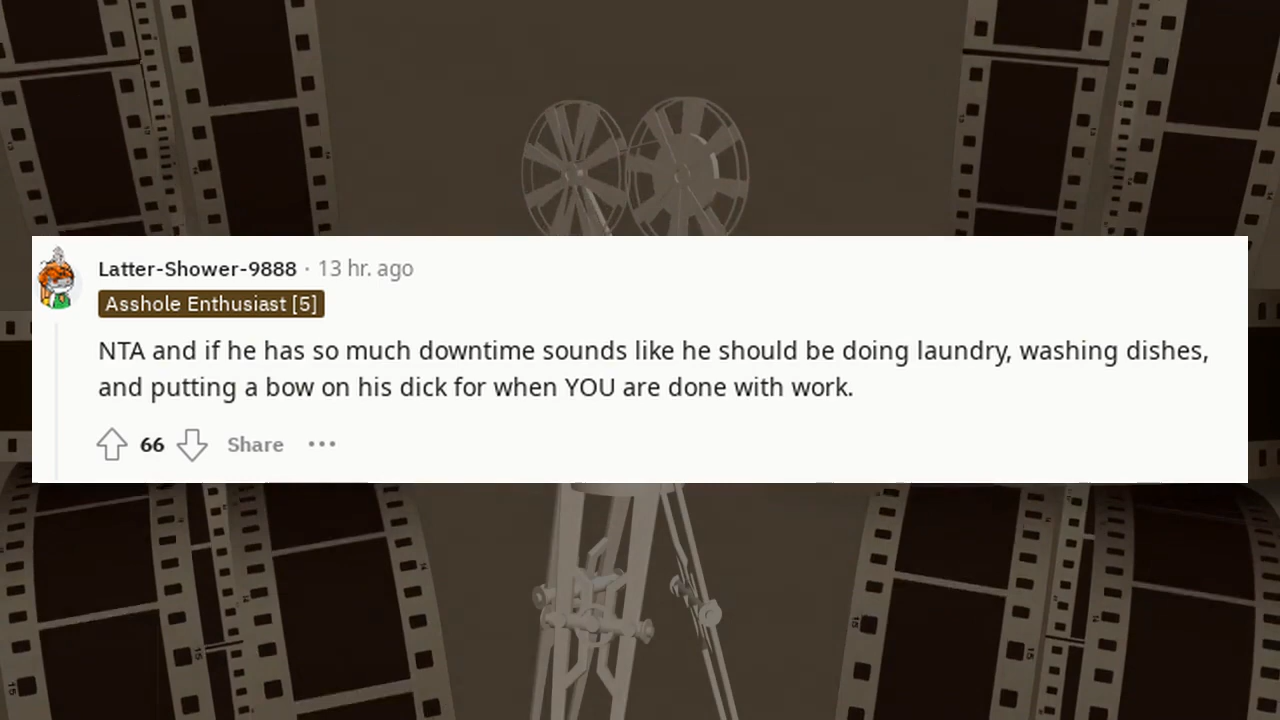 Latter-Shower-9888 · 13 hr. ago
Asshole Enthusiast [5]
NTA and if he has so much downtime sounds like he should be doing laundry, washing dishes,
and putting a bow on his dick for when YOU are done with work.
66 Share •••